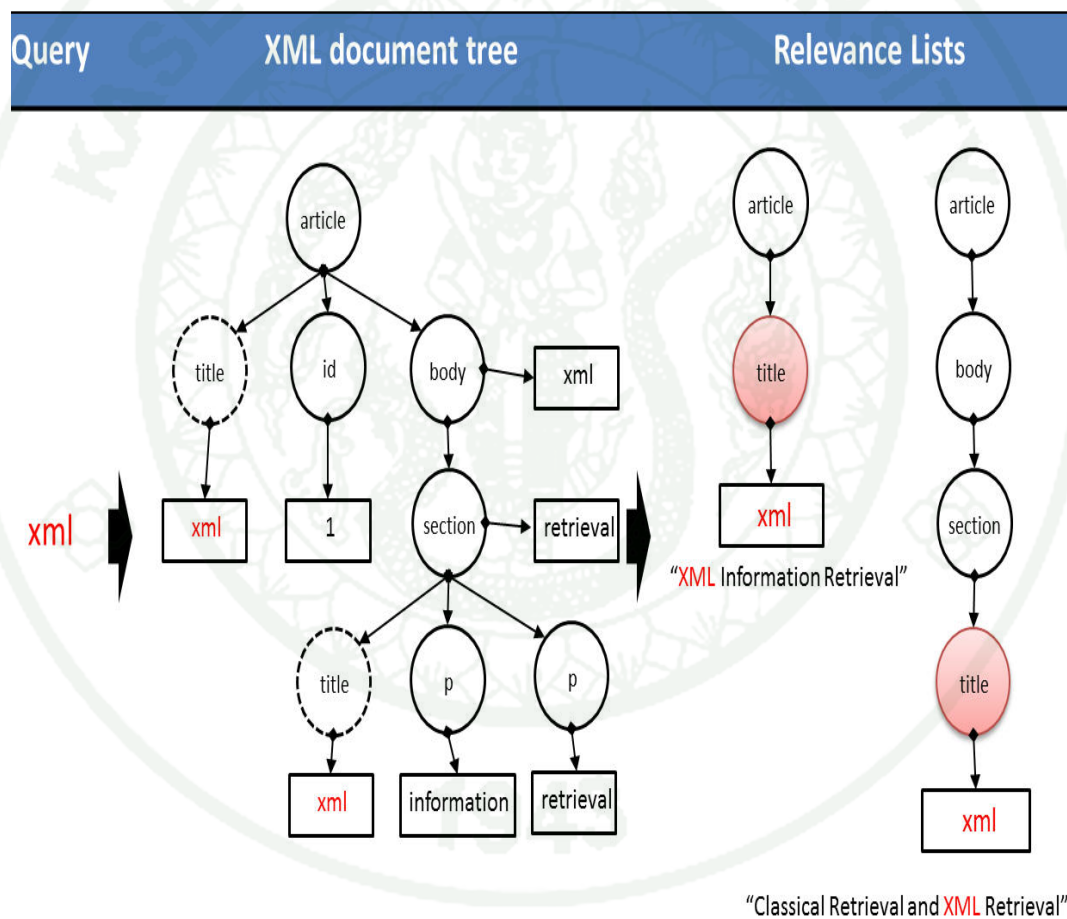 Query XML document tree Relevance Lists
article
title id body xml
xml 1
section retrieval
title p p
xml information retrieval
xml
article
title
xml
"XML Information Retrieval"
article
body
section
title
xml
"Classical Retrieval and XML Retrieval"
1943